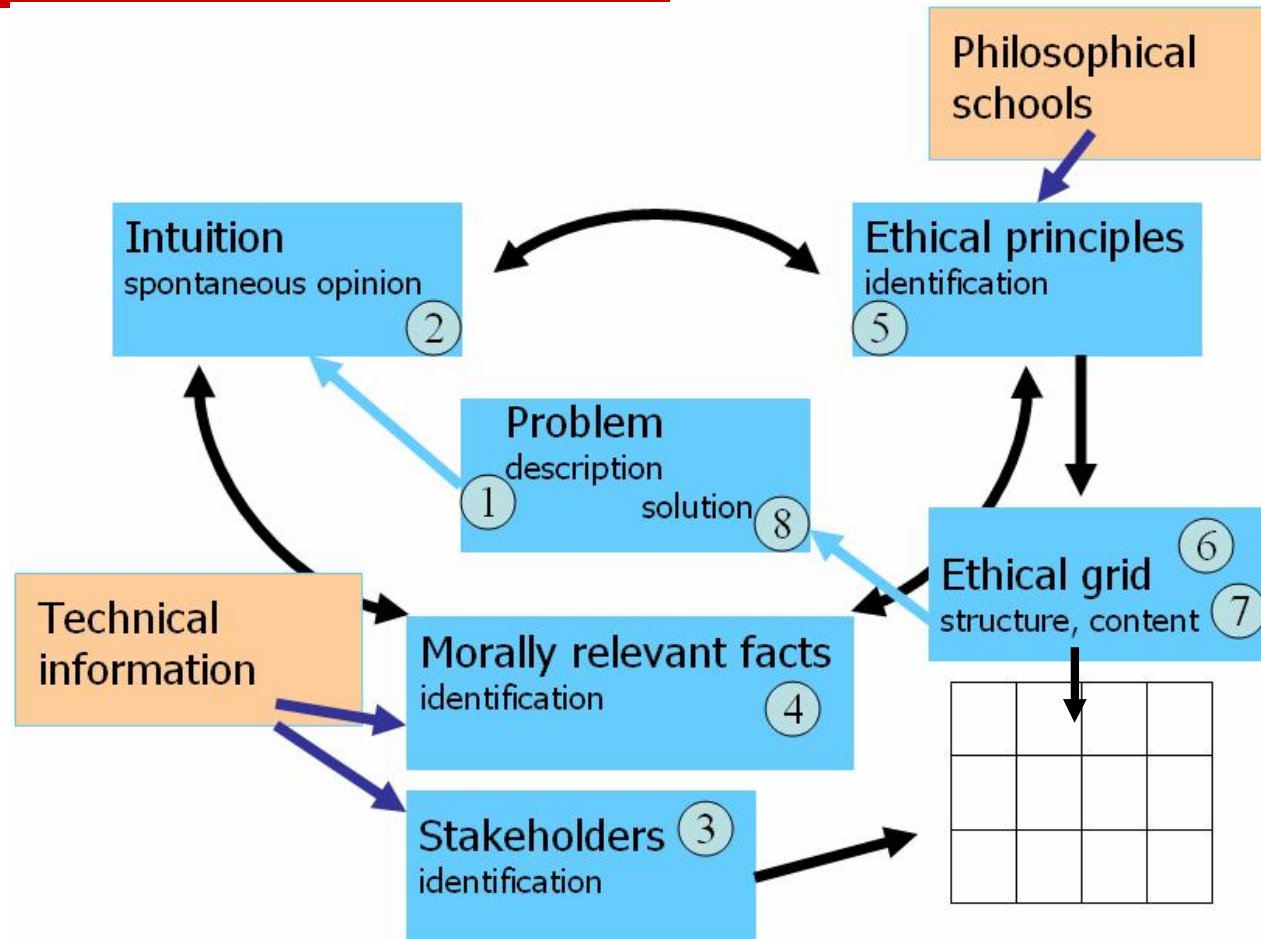 Philosophical
schools
Intuition
spontaneous opinion
2
Ethical principles
identification
5
Problem
description
1
solution
8
6
Ethical grid
structure, content
7
Technical
information
Morally relevant facts
identification
4
Stakeholders 3
identification